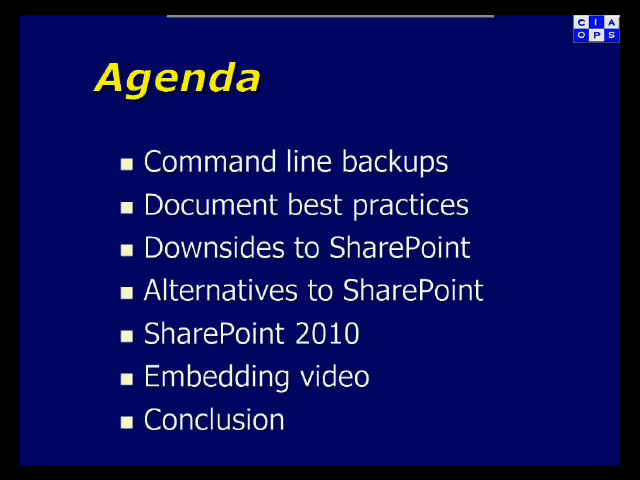 CIA
OPS
Agenda
Command line backups
Document best practices
Downsides to SharePoint
Alternatives to SharePoint
SharePoint 2010
Embedding video
Conclusion